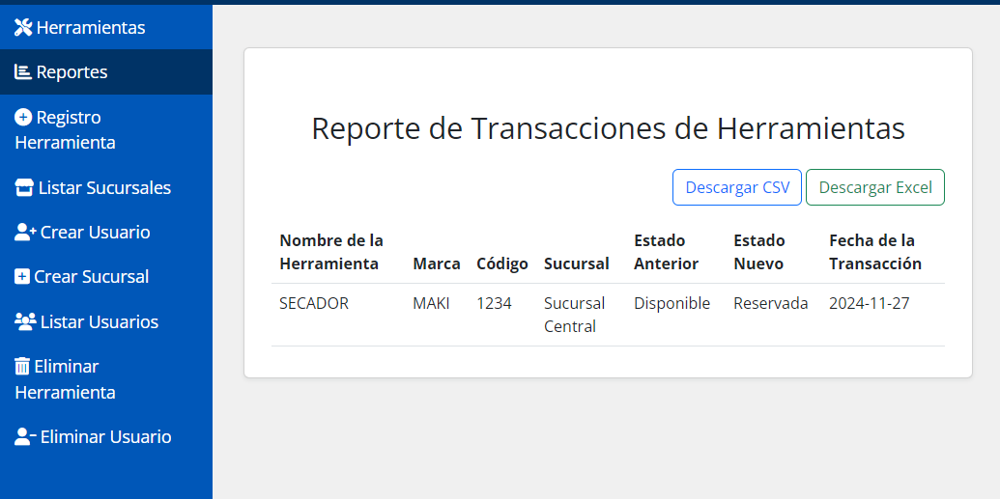 Herramientas
Reportes
Registro
Herramienta
Listar Sucursales
Crear Usuario
Crear Sucursal
Listar Usuarios
Eliminar
Herramienta
Eliminar Usuario
Reporte de Transacciones de Herramientas
Descargar CSV Descargar Excel
Nombre de la Herramienta Marca Código Sucursal Estado Anterior Estado Nuevo Fecha de la Transacción
SECADOR MAKI 1234 Sucursal Central Disponible Reservada 2024-11-27